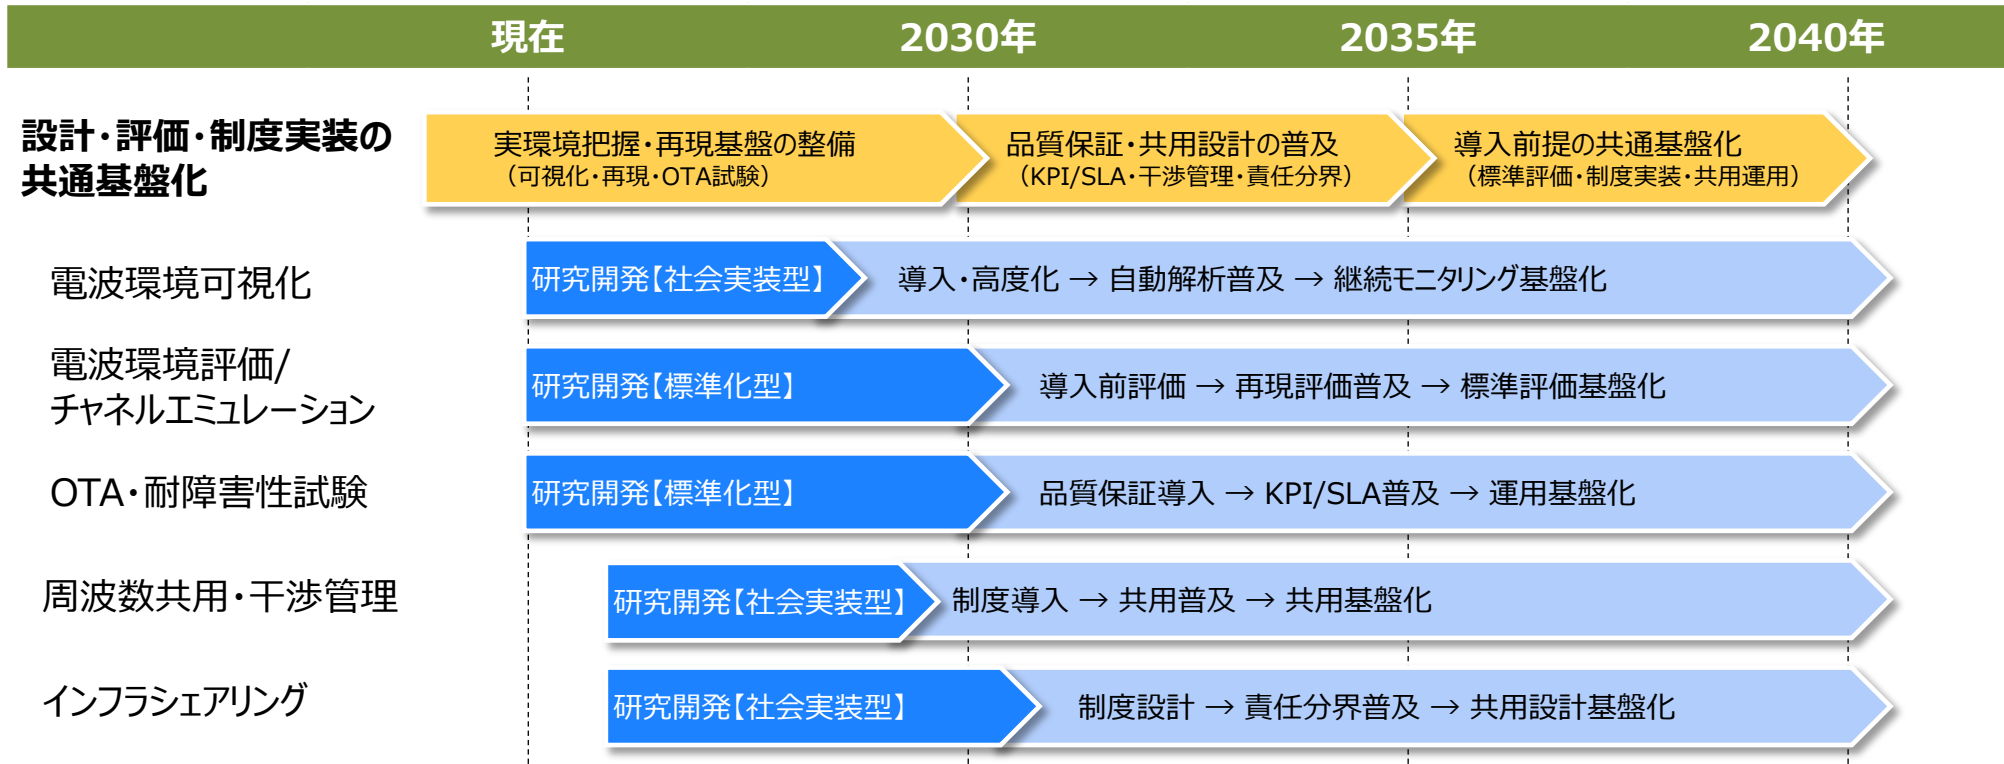 現在 2030年 2035年 2040年
設計・評価・制度実装の
共通基盤化
実環境把握・再現基盤の整備
（可視化・再現・OTA試験）
品質保証・共用設計の普及
（KPI/SLA・干渉管理・責任分界）
導入前提の共通基盤化
（標準評価・制度実装・共用運用）
電波環境可視化
研究開発【社会実装型】
導入・高度化 → 自動解析普及 → 継続モニタリング基盤化
電波環境評価/
チャネルエミュレーション
研究開発【標準化型】
導入前評価 → 再現評価普及 → 標準評価基盤化
OTA・耐障害性試験
研究開発【標準化型】
品質保証導入 → KPI/SLA普及 → 運用基盤化
周波数共用・干渉管理
研究開発【社会実装型】
制度導入 → 共用普及 → 共用基盤化
インフラシェアリング
研究開発【社会実装型】
制度設計 → 責任分界普及 → 共用設計基盤化